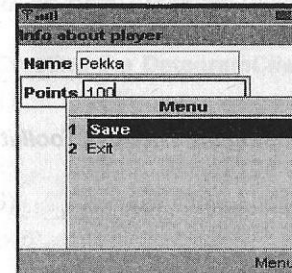 Info about player
Name Pekka
Points 100
Menu
1 Save
2 Exit
Menu